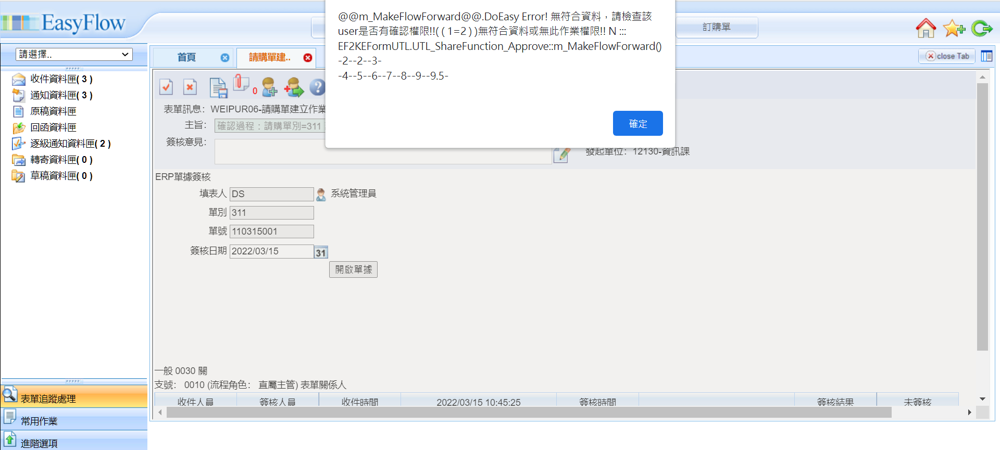 EasyFlow
@@m_MakeFlowForward@@.DoEasy Error! 無符合資料，請檢查該
user是否有確認權限!!( ( 1=2 ) )無符合資料或無此作業權限!! N :::
EF2KEFormUTL.UTL_ShareFunction_Approve::m_MakeFlowForward()
-2--2--3-
-4--5--6--7--8--9--9.5-
確定
訂購單
請選擇..
首頁
請購單建..
close Tab
收件資料匣( 3 )
通知資料匣( 3 )
原稿資料匣
回函資料匣
逐級通知資料匣( 2 )
轉寄資料匣( 0 )
草稿資料匣( 0 )
0
表單訊息: WEIPUR06-請購單建立作業
主旨: 確認過程 : 請購單別=311
簽核意見:
發起單位: 12130-資訊課
ERP單據簽核
填表人 DS 系統管理員
單別 311
單號 110315001
簽核日期 2022/03/15 31
開啟單據
一般 0030 關
支號: 0010 (流程角色: 直屬主管) 表單關係人
收件人員 簽核人員 收件時間 2022/03/15 10:45:25 簽核時間 簽核結果 未簽核
表單追蹤處理
常用作業
進階選項